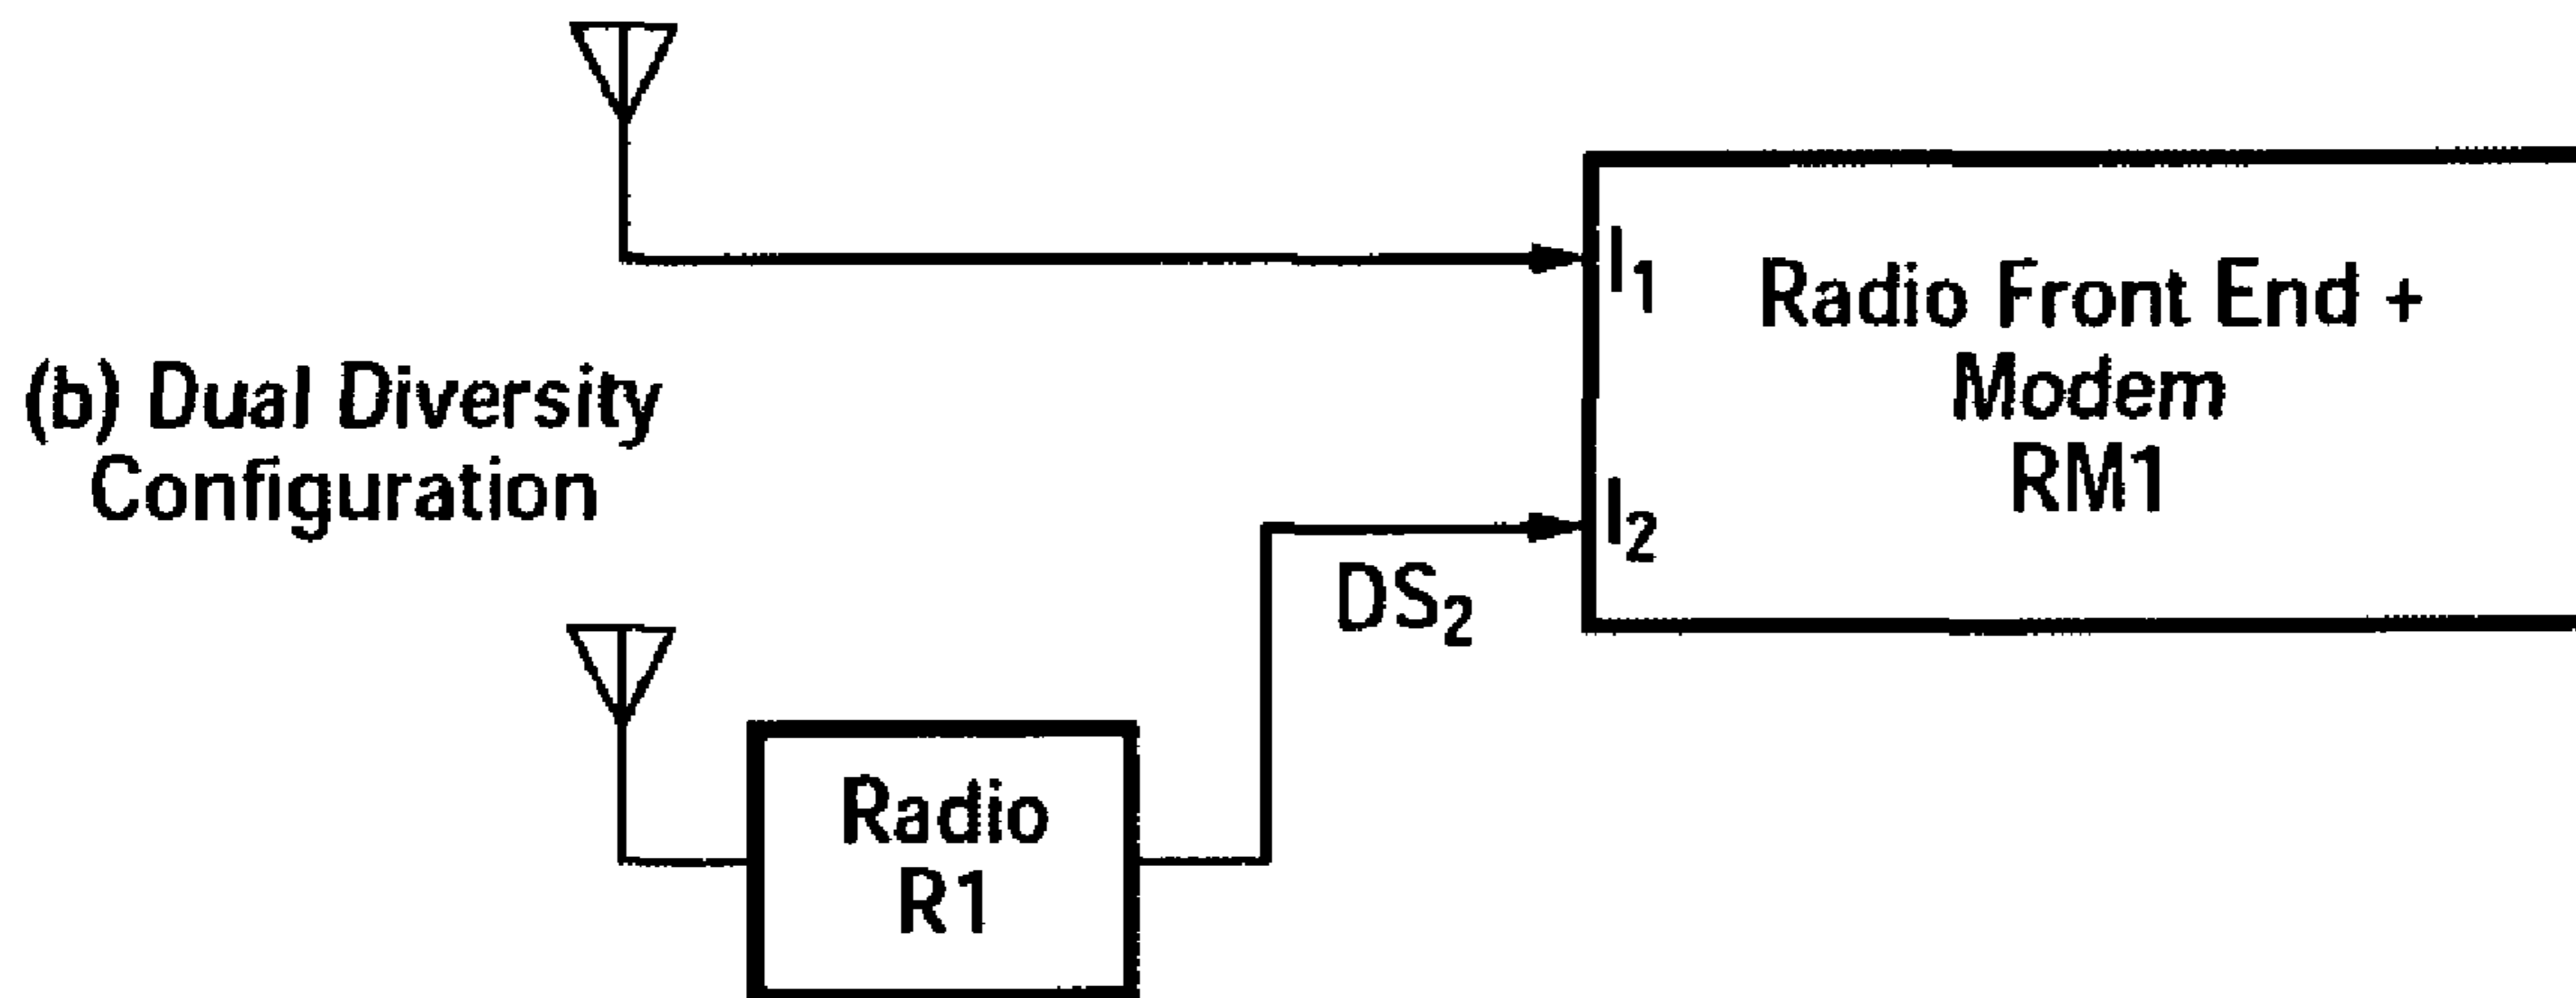 (b) Dual Diversity
Configuration
I₁
Radio Front End +
Modem
RM1
I₂
DS₂
Radio
R1